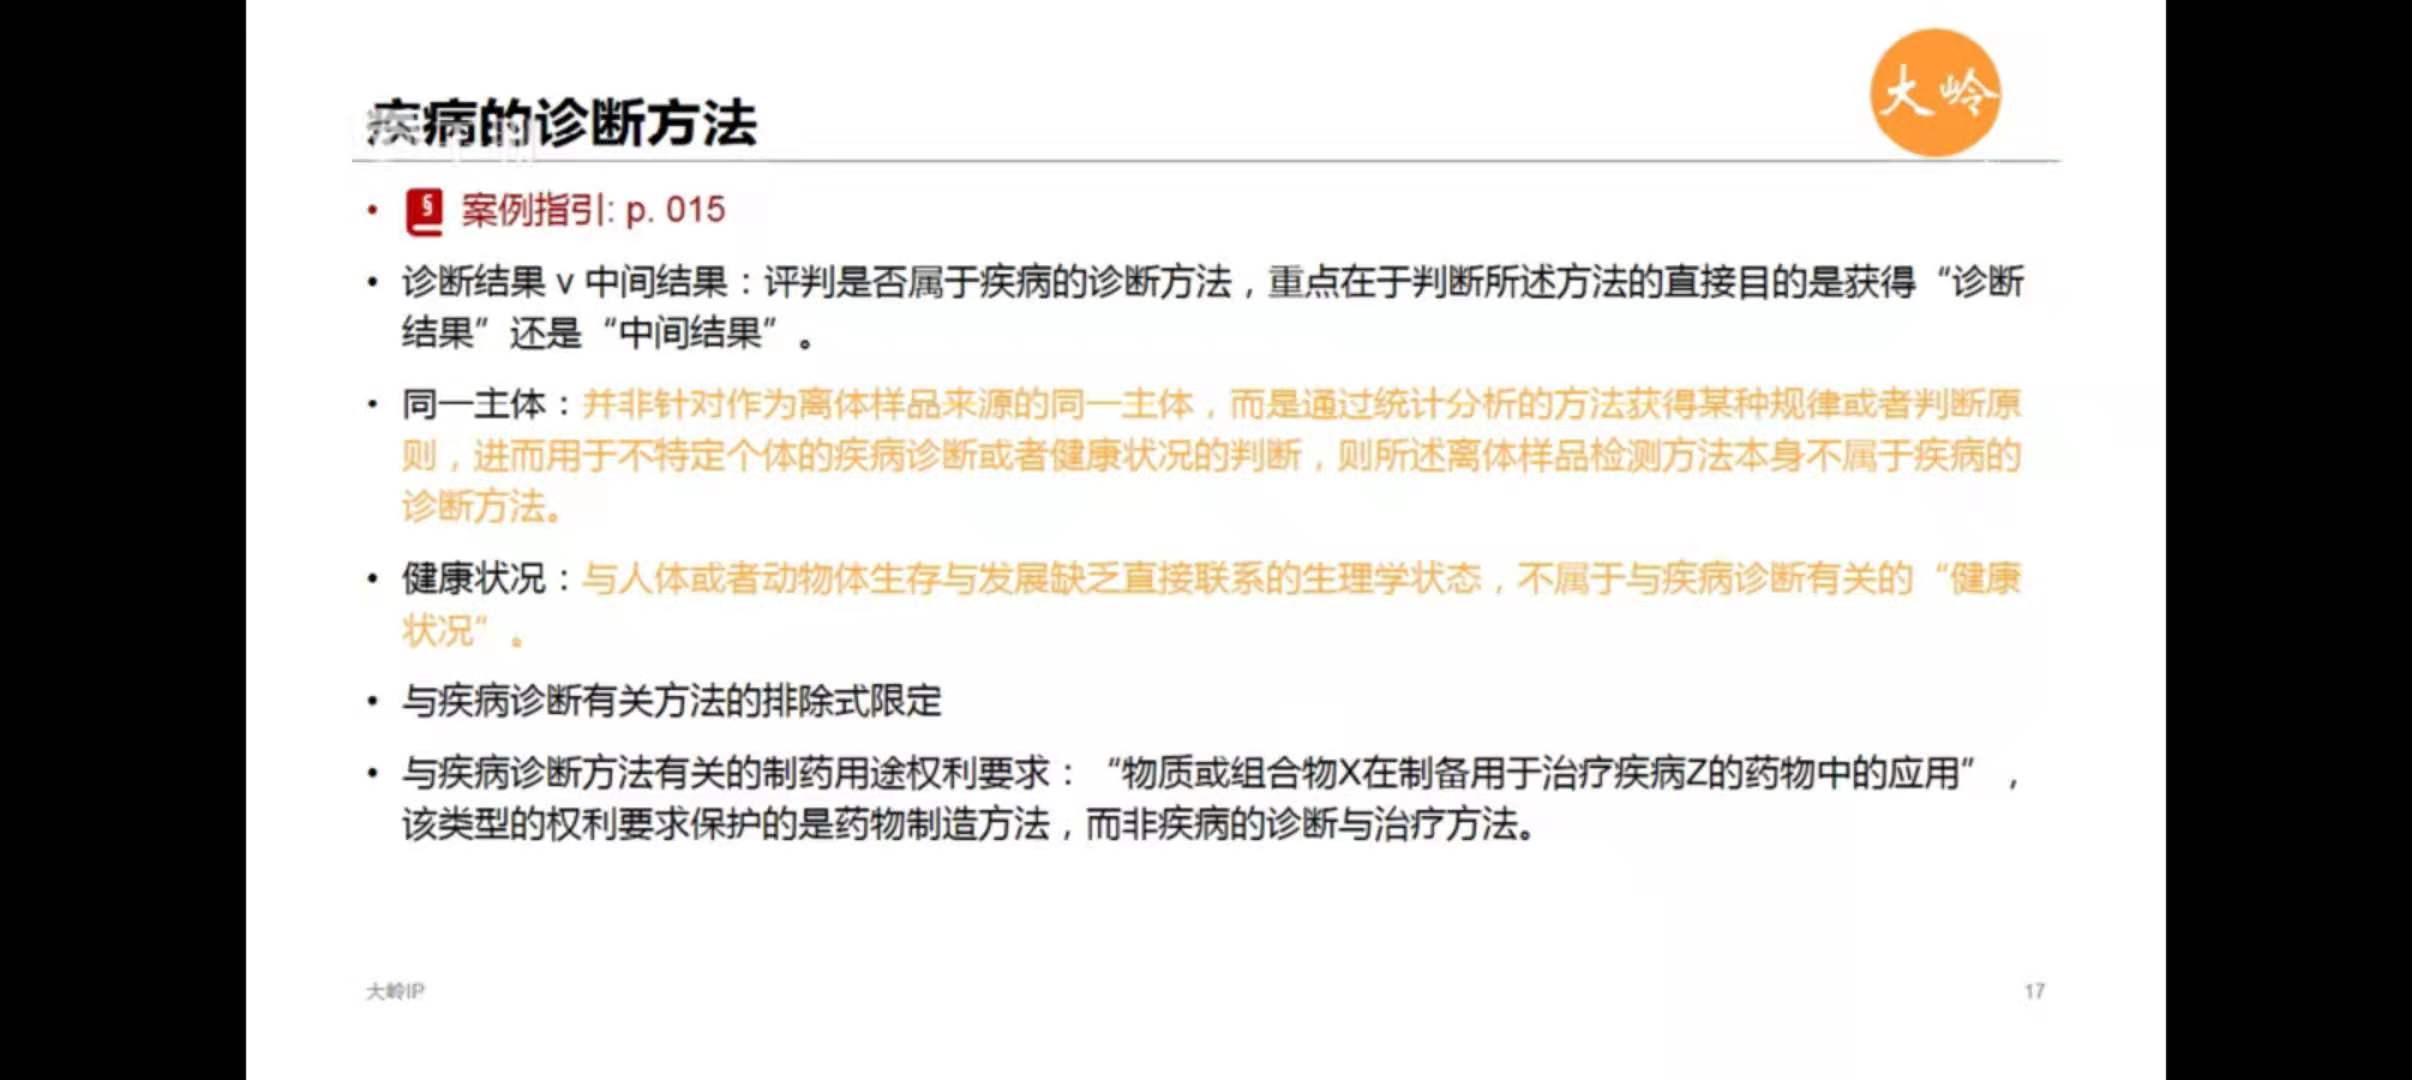 疾病的诊断方法
大岭
• § 案例指引: p. 015
• 诊断结果 v 中间结果：评判是否属于疾病的诊断方法，重点在于判断所述方法的直接目的是获得“诊断
结果”还是“中间结果”。
• 同一主体：并非针对作为离体样品来源的同一主体，而是通过统计分析的方法获得某种规律或者判断原
则，进而用于不特定个体的疾病诊断或者健康状况的判断，则所述离体样品检测方法本身不属于疾病的
诊断方法。
• 健康状况：与人体或者动物体生存与发展缺乏直接联系的生理学状态，不属于与疾病诊断有关的“健康
状况”。
• 与疾病诊断有关方法的排除式限定
• 与疾病诊断方法有关的制药用途权利要求：“物质或组合物X在制备用于治疗疾病Z的药物中的应用”，
该类型的权利要求保护的是药物制造方法，而非疾病的诊断与治疗方法。
大岭IP
17